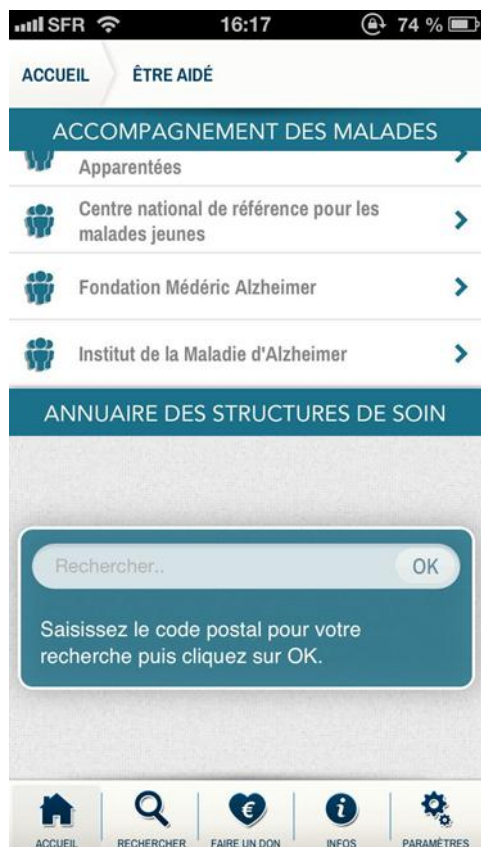 SFR 16:17 74 %
ACCUEIL ÊTRE AIDÉ
ACCOMPAGNEMENT DES MALADES
Apparentées
Centre national de référence pour les
malades jeunes
Fondation Médéric Alzheimer
Institut de la Maladie d'Alzheimer
ANNUAIRE DES STRUCTURES DE SOIN
Rechercher.. OK
Saisissez le code postal pour votre
recherche puis cliquez sur OK.
ACCUEIL RECHERCHER FAIRE UN DON INFOS PARAMÈTRES